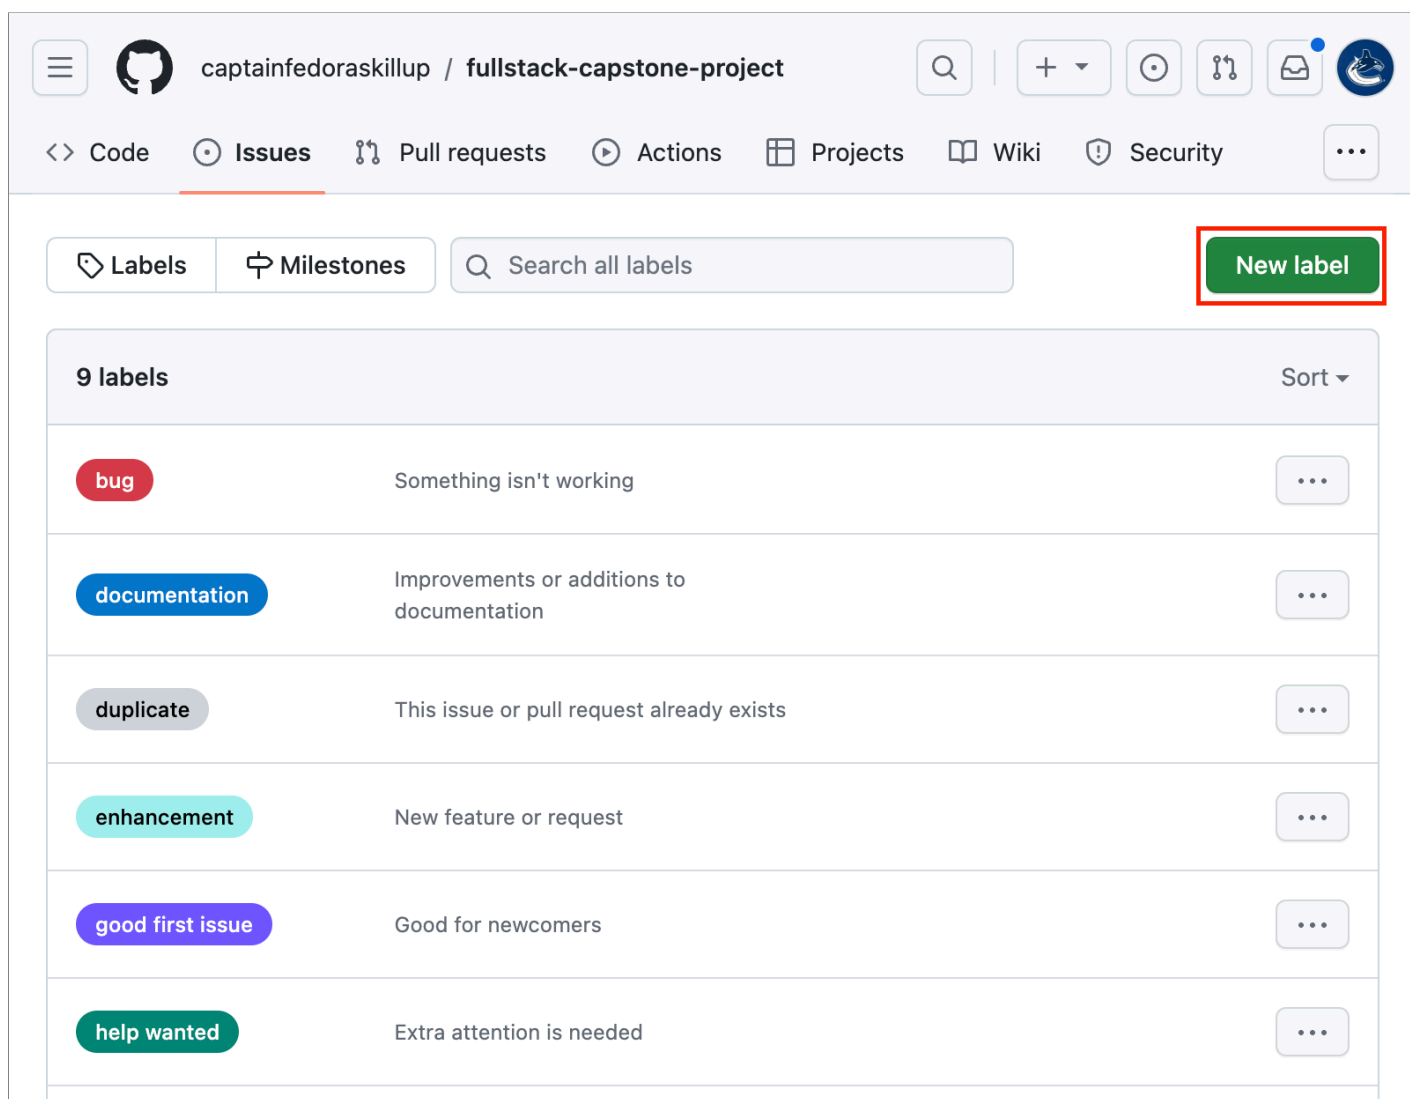 captainfedoraskillup / fullstack-capstone-project
Code Issues Pull requests Actions Projects Wiki Security
Labels Milestones Search all labels New label
9 labels Sort
bug Something isn't working
documentation Improvements or additions to
documentation
duplicate This issue or pull request already exists
enhancement New feature or request
good first issue Good for newcomers
help wanted Extra attention is needed